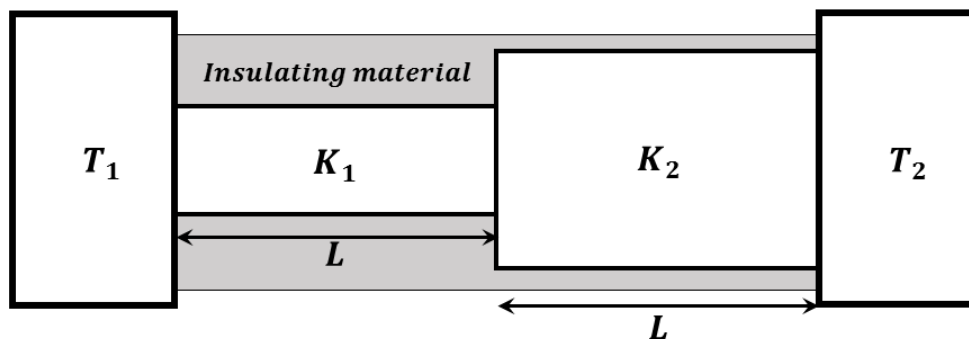 Insulating material
T₁
K₁
K₂
T₂
L
L